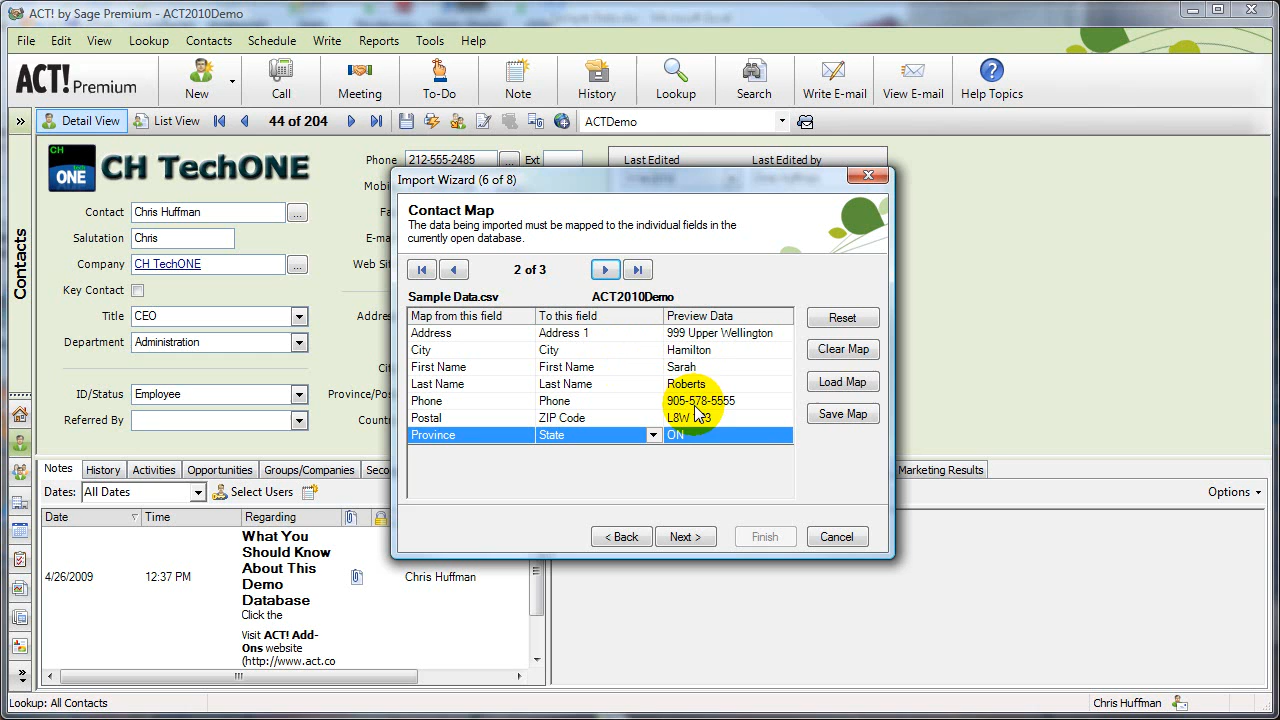 ACT! by Sage Premium - ACT2010Demo
File Edit View Lookup Contacts Schedule Write Reports Tools Help
ACT! Premium
New Call Meeting To-Do Note History Lookup Search Write E-mail View E-mail Help Topics
Detail View List View 44 of 204 ACTDemo
Contacts
CH
ONE
CH TechONE
Phone 212-555-2485 ... Ext
Last Edited Last Edited by
Contact Chris Huffman ...
Salutation Chris
Company CH TechONE ...
Web Sit
Key Contact
Title CEO
Addres
Department Administration
ID/Status Employee
Province/Po
Referred By
Import Wizard (6 of 8)
Contact Map
The data being imported must be mapped to the individual fields in the
currently open database.
2 of 3
Sample Data.csv ACT2010Demo
Map from this field To this field Preview Data
Address Address 1 999 Upper Wellington
City City Hamilton
First Name First Name Sarah
Last Name Last Name Roberts
Phone Phone 905-578-5555
Postal ZIP Code L8W
Province State ON
Reset
Clear Map
Load Map
Save Map
< Back Next > Finish Cancel
Notes History Activities Opportunities Groups/Companies Seco Marketing Results
Dates: All Dates Select Users Options
Date Time Regarding
4/26/2009 12:37 PM
What You
Should Know
About This
Demo
Database
Click the
Visit ACT! Add-
Ons website
(http://www.act.co
Chris Huffman
Lookup: All Contacts Chris Huffman